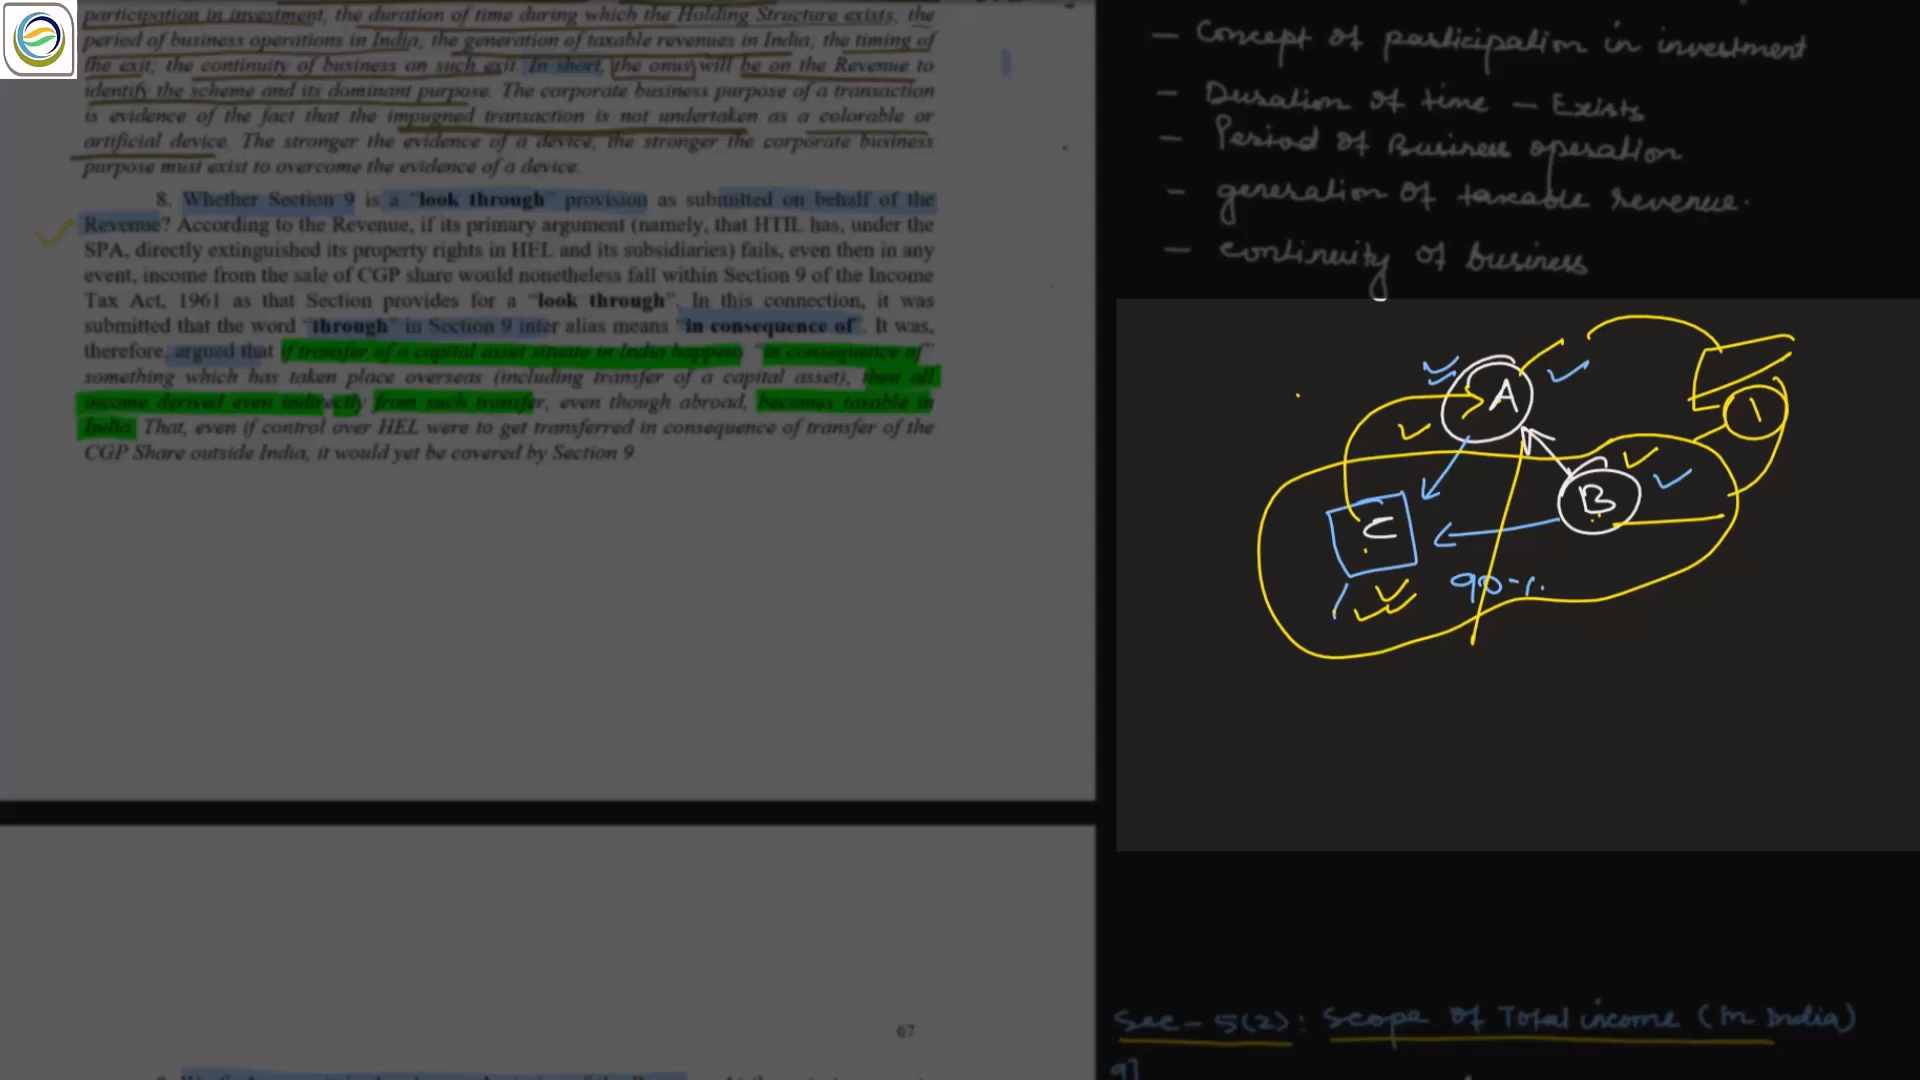 participation in investment, the duration of time during which the Holding Structure exists, the
period of business operations in India, the generation of taxable revenues in India, the timing of
the exit, the continuity of business on such exit. In short, the onus will be on the Revenue to
identify the scheme and its dominant purpose. The corporate business purpose of a transaction
is evidence of the fact that the impugned transaction is not undertaken as a colorable or
artificial device. The stronger the evidence of a device, the stronger the corporate business
purpose must exist to overcome the evidence of a device.
8. Whether Section 9 is a "look through" provision as submitted on behalf of the
Revenue? According to the Revenue, if its primary argument (namely, that HTIL has, under the
SPA, directly extinguished its property rights in HEL and its subsidiaries) fails, even then in any
event, income from the sale of CGP share would nonetheless fall within Section 9 of the Income
Tax Act, 1961 as that Section provides for a "look through". In this connection, it was
submitted that the word "through" in Section 9 inter alias means "in consequence of". It was,
therefore, argued that if transfer of a capital asset situate in India happens "in consequence of"
something which has taken place overseas (including transfer of a capital asset), then all
income derived even indirectly from such transfer, even though abroad, becomes taxable in
India. That, even if control over HEL were to get transferred in consequence of transfer of the
CGP Share outside India, it would yet be covered by Section 9.
67
- Concept of participation in investment
- Duration of time - Exists
- Period of Business operation
- generation of taxable revenue.
- Continuity of business
A
1
B
C
90-%.
Sec - 5(2): Scope of Total income (In India)
9]